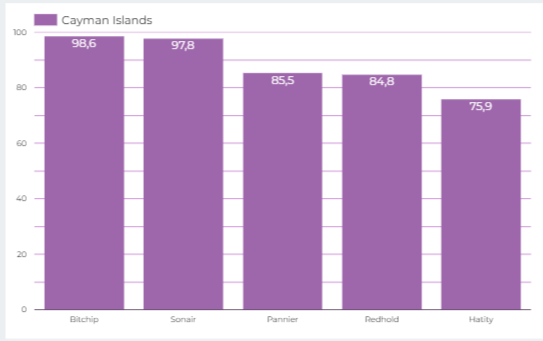 Cayman Islands
100
98,6
97,8
85,5
84,8
75,9
80
60
40
20
0
Bitchip
Sonair
Pannier
Redhold
Hatity